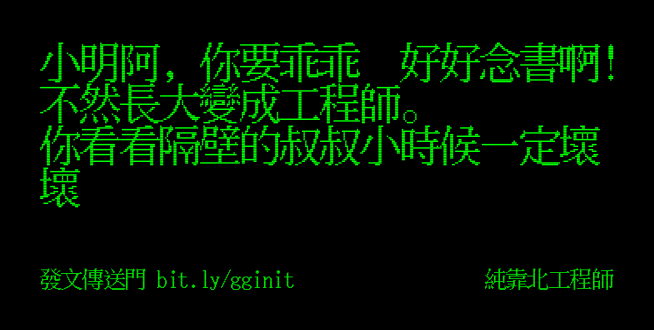 小明阿，你要乖乖　好好念書啊!
不然長大變成工程師。
你看看隔壁的叔叔小時候一定壞
壞
發文傳送門 bit.ly/gginit
純靠北工程師